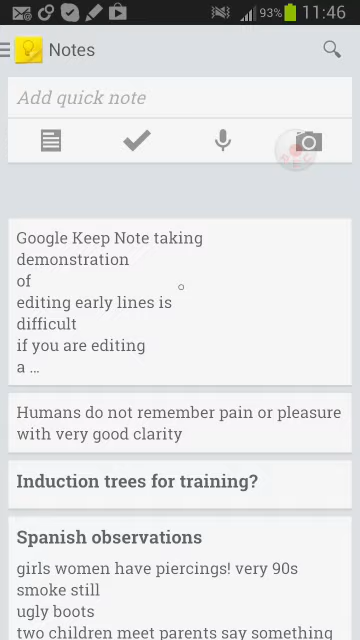 93% 11:46
Notes
Add quick note
REC
Google Keep Note taking
demonstration
of
editing early lines is
difficult
if you are editing
a ...
Humans do not remember pain or pleasure
with very good clarity
Induction trees for training?
Spanish observations
girls women have piercings! very 90s
smoke still
ugly boots
two children meet parents say something